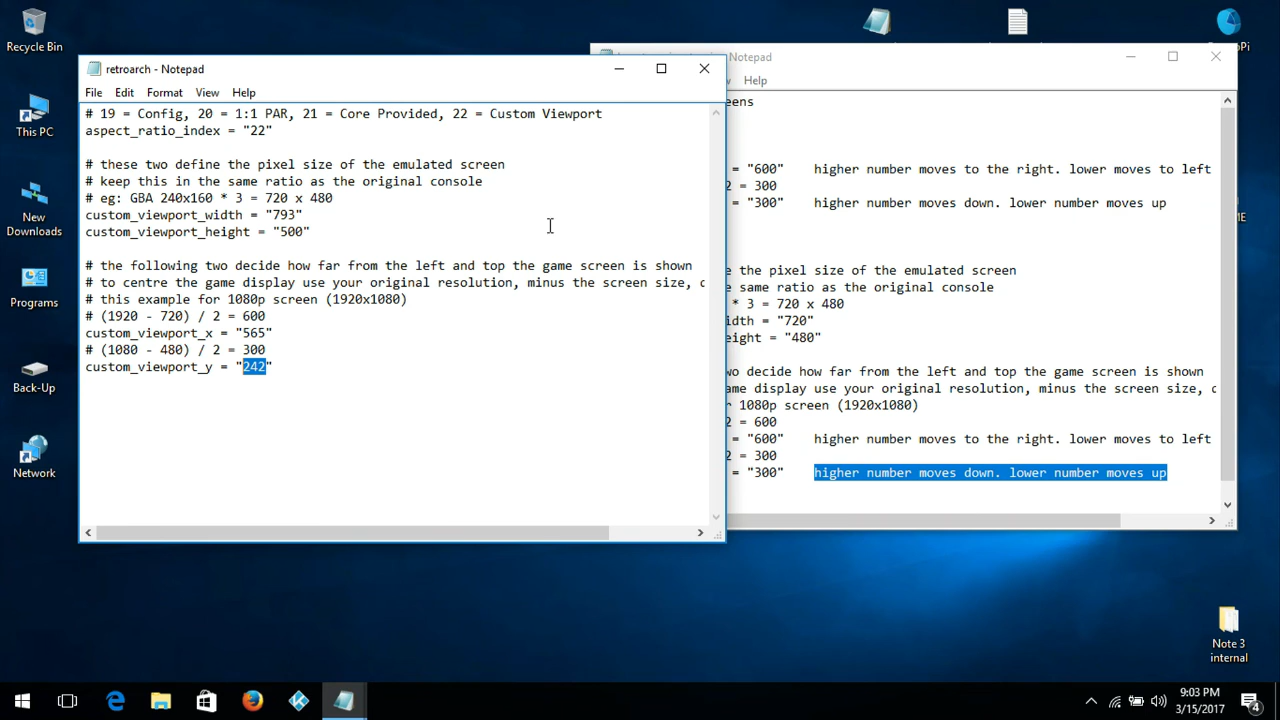 Recycle Bin
This PC
New
Downloads
Programs
Back-Up
Network
retroarch - Notepad
File Edit Format View Help
# 19 = Config, 20 = 1:1 PAR, 21 = Core Provided, 22 = Custom Viewport
aspect_ratio_index = "22"
# these two define the pixel size of the emulated screen
# keep this in the same ratio as the original console
# eg: GBA 240x160 * 3 = 720 x 480
custom_viewport_width = "793"
custom_viewport_height = "500"
# the following two decide how far from the left and top the game screen is shown
# to centre the game display use your original resolution, minus the screen size,
# this example for 1080p screen (1920x1080)
# (1920 - 720) / 2 = 600
custom_viewport_x = "565"
# (1080 - 480) / 2 = 300
custom_viewport_y = "242"
Notepad
Help
eens
= "600" higher number moves to the right. lower moves to left
2 = 300
= "300" higher number moves down. lower number moves up
e the pixel size of the emulated screen
same ratio as the original console
* 3 = 720 x 480
idth = "720"
eight = "480"
wo decide how far from the left and top the game screen is shown
ame display use your original resolution, minus the screen size,
r 1080p screen (1920x1080)
2 = 600
= "600" higher number moves to the right. lower moves to left
2 = 300
= "300" higher number moves down. lower number moves up
Pi
ME
Note 3
internal
9:03 PM
3/15/2017
4